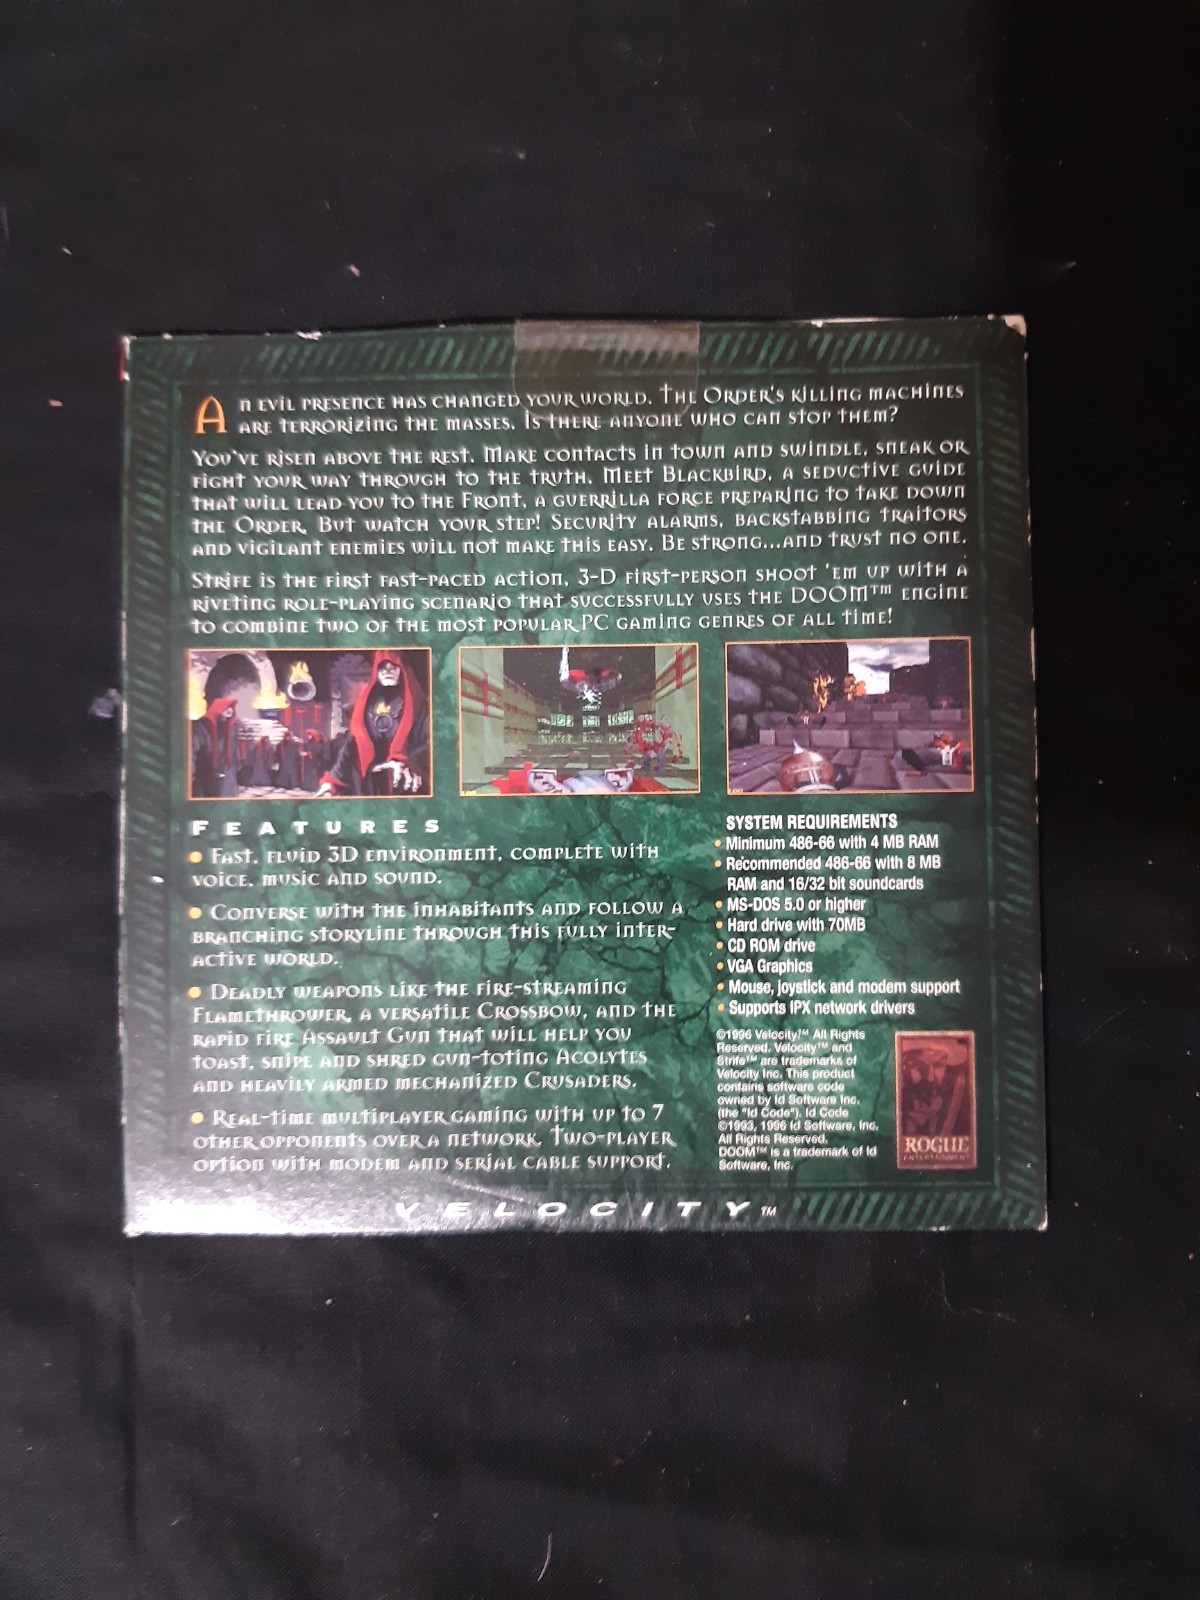 An evil presence has changed your world. The Order's killing machines
are terrorizing the masses. Is there anyone who can stop them?
You've risen above the rest. Make contacts in town and swindle, sneak or
fight your way through to the truth. Meet Blackbird, a seductive guide
that will lead you to the Front, a guerrilla force preparing to take down
the Order. But watch your step! Security alarms, backstabbing traitors
and vigilant enemies will not make this easy. Be strong...and trust no one.
Strife is the first fast-paced action, 3-D first-person shoot 'em up with a
riveting role-playing scenario that successfully uses the DOOM™ engine
to combine two of the most popular PC gaming genres of all time!
FEATURES
• Fast, fluid 3D environment, complete with
voice, music and sound.
• Converse with the inhabitants and follow a
branching storyline through this fully inter-
active world.
• Deadly weapons like the fire-streaming
Flamethrower, a versatile Crossbow, and the
rapid fire Assault Gun that will help you
toast, snipe and shred gun-toting Acolytes
and heavily armed mechanized Crusaders.
• Real-time multiplayer gaming with up to 7
other opponents over a network. Two-player
option with modem and serial cable support.
SYSTEM REQUIREMENTS
• Minimum 486-66 with 4 MB RAM
• Recommended 486-66 with 8 MB
RAM and 16/32 bit soundcards
• MS-DOS 5.0 or higher
• Hard drive with 70MB
• CD ROM drive
• VGA Graphics
• Mouse, joystick and modem support
• Supports IPX network drivers
©1996 Velocity™ All Rights
Reserved. Velocity™ and
Strife™ are trademarks of
Velocity Inc. This product
contains software code
owned by Id Software Inc.
(the "Id Code"). Id Code
©1993, 1996 Id Software, Inc.
All Rights Reserved.
DOOM™ is a trademark of Id
Software, Inc.
ROGUE
ENTERTAINMENT
VELOCITY™